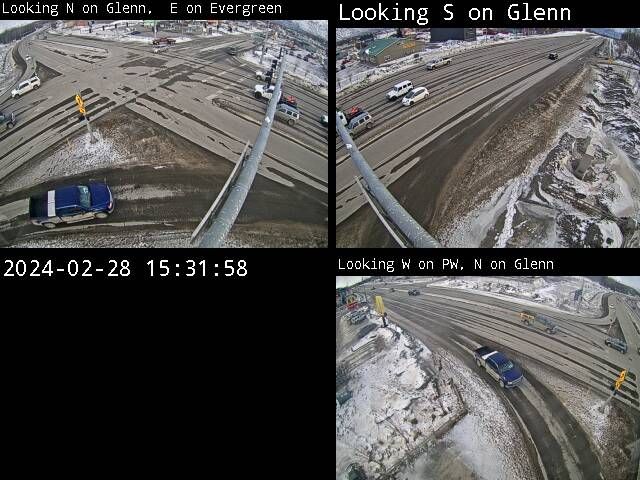 Looking N on Glenn, E on Evergreen
Looking S on Glenn
2024-02-28 15:31:58
Looking W on PW, N on Glenn